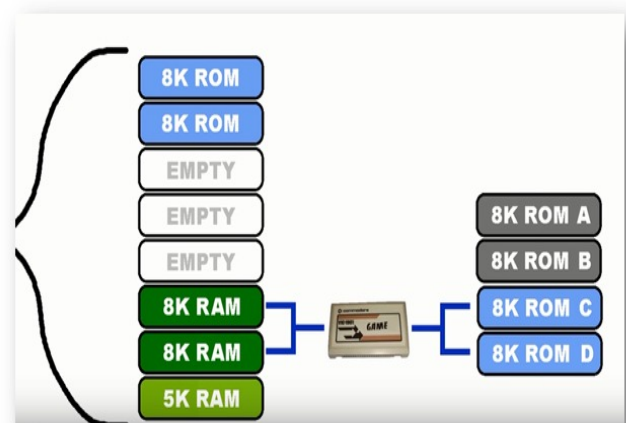 8K ROM
8K ROM
EMPTY
EMPTY
EMPTY
8K RAM
8K RAM
5K RAM
commodore
GAME
8K ROM A
8K ROM B
8K ROM C
8K ROM D